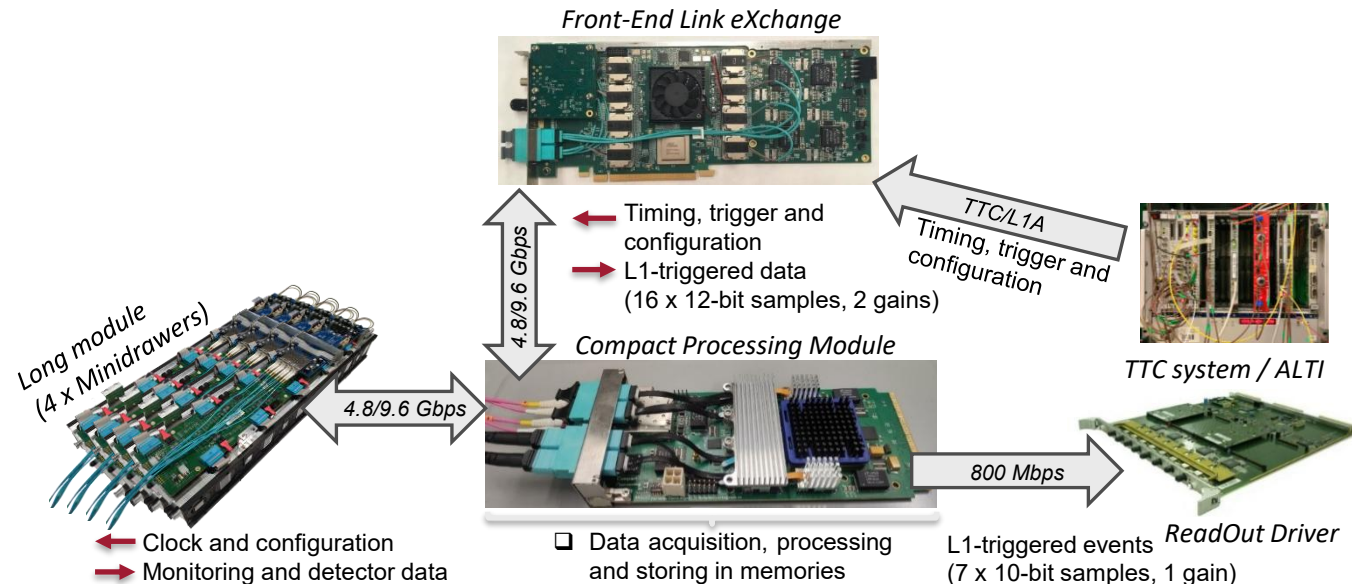 Front-End Link eXchange
TTC/L1A
Timing, trigger and
configuration
4.8/9.6 Gbps
Timing, trigger and
configuration
L1-triggered data
(16 x 12-bit samples, 2 gains)
TTC system / ALTI
Long module
(4 x Minidrawers)
4.8/9.6 Gbps
Compact Processing Module
800 Mbps
ReadOut Driver
Clock and configuration
Monitoring and detector data
❑ Data acquisition, processing
and storing in memories
L1-triggered events
(7 x 10-bit samples, 1 gain)